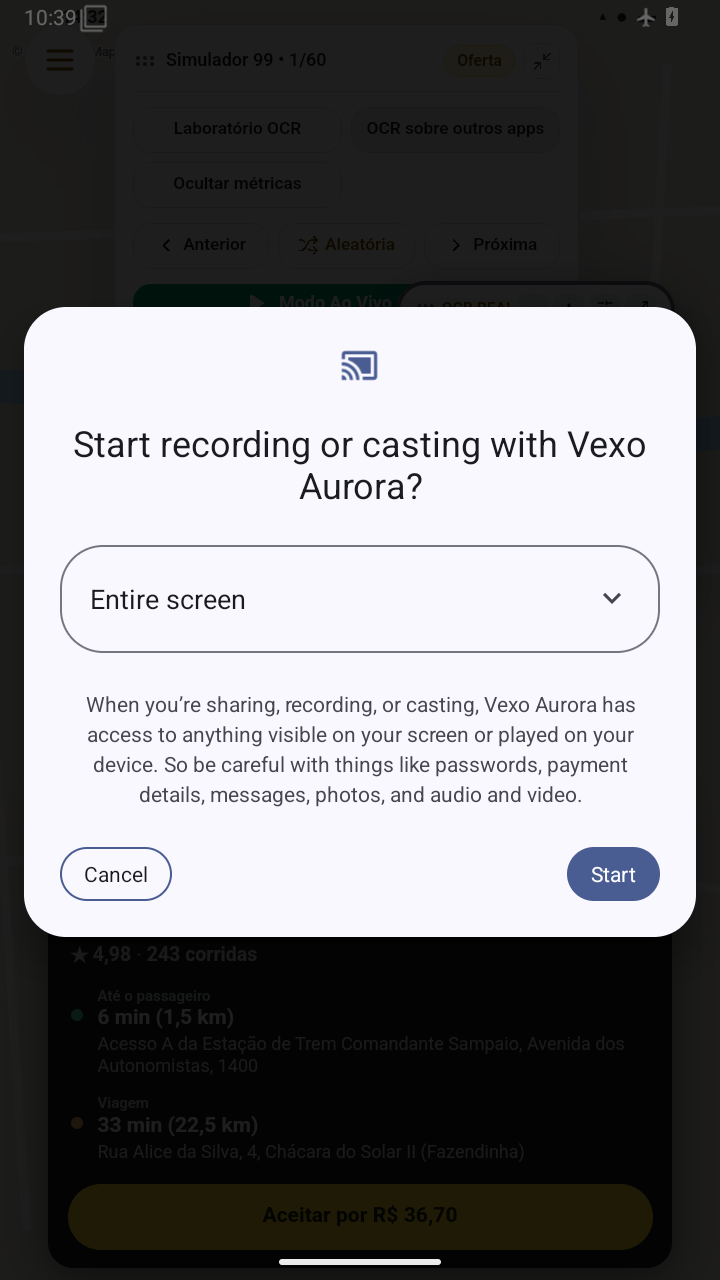 10:39
Simulador 99 • 1/60
Oferta
Laboratório OCR
OCR sobre outros apps
Ocultar métricas
Anterior
Aleatória
Próxima
Modo Ao Vivo
OCR REAL
Start recording or casting with Vexo
Aurora?
Entire screen
When you’re sharing, recording, or casting, Vexo Aurora has
access to anything visible on your screen or played on your
device. So be careful with things like passwords, payment
details, messages, photos, and audio and video.
Cancel
Start
★ 4,98 · 243 corridas
Até o passageiro
6 min (1,5 km)
Acesso A da Estação de Trem Comandante Sampaio, Avenida dos
Autonomistas, 1400
Viagem
33 min (22,5 km)
Rua Alice da Silva, 4, Chácara do Solar II (Fazendinha)
Aceitar por R$ 36,70